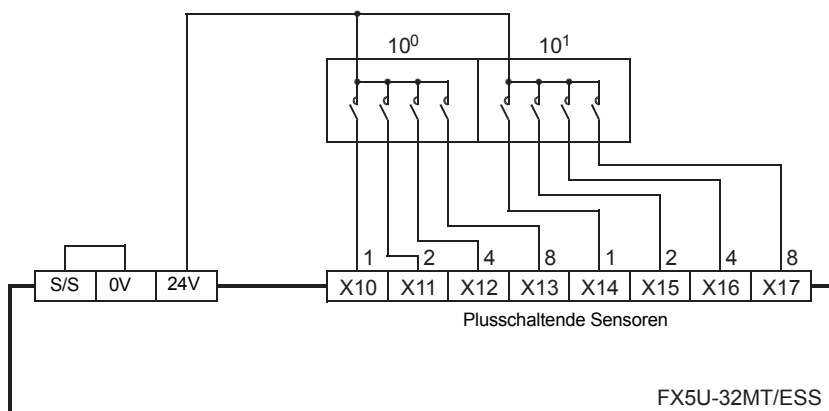 10⁰ 10¹
1 2 4 8 1 2 4 8
S/S 0V 24V X10 X11 X12 X13 X14 X15 X16 X17
Plusschaltende Sensoren
FX5U-32MT/ESS